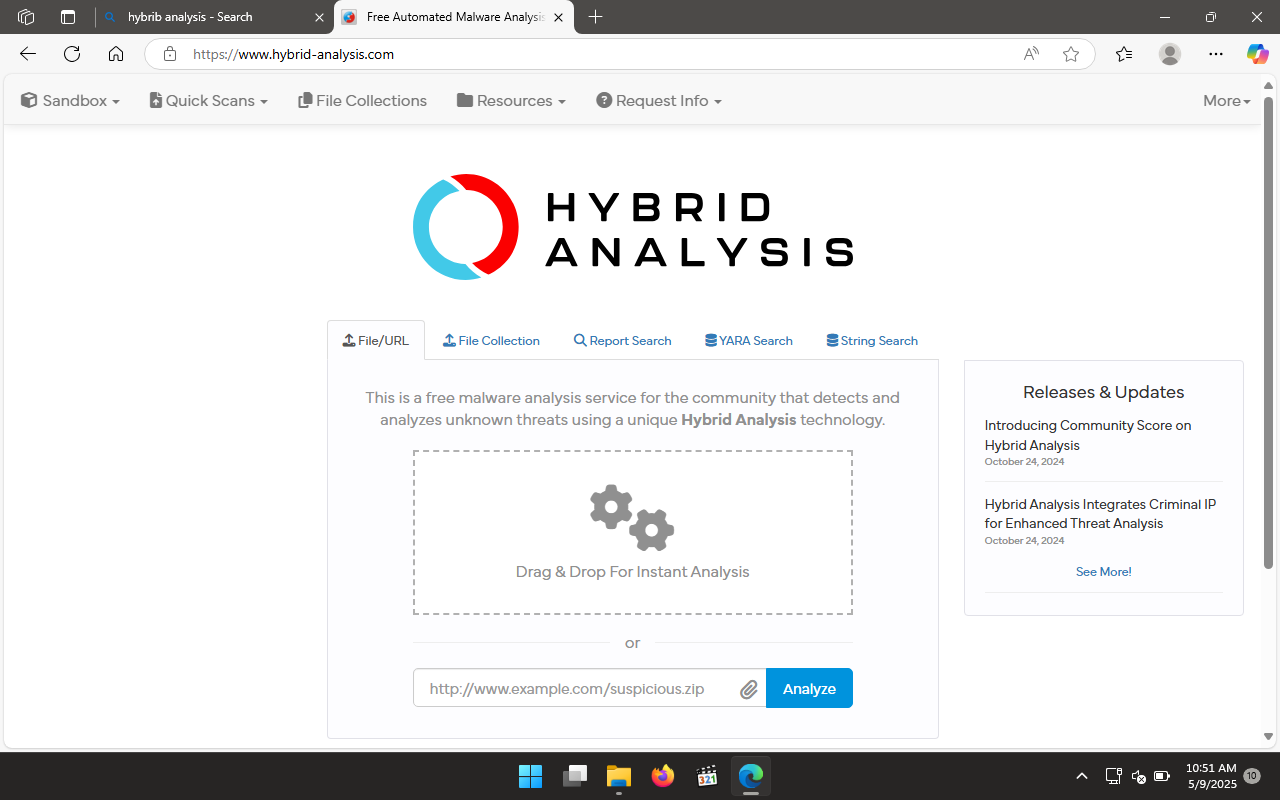 hybrib analysis - Search
Free Automated Malware Analysis
https://www.hybrid-analysis.com
Sandbox
Quick Scans
File Collections
Resources
Request Info
More
HYBRID
ANALYSIS
File/URL
File Collection
Report Search
YARA Search
String Search
This is a free malware analysis service for the community that detects and
analyzes unknown threats using a unique Hybrid Analysis technology.
Drag & Drop For Instant Analysis
or
http://www.example.com/suspicious.zip
Analyze
Releases & Updates
Introducing Community Score on
Hybrid Analysis
October 24, 2024
Hybrid Analysis Integrates Criminal IP
for Enhanced Threat Analysis
October 24, 2024
See More!
321
10:51 AM
5/9/2025
10